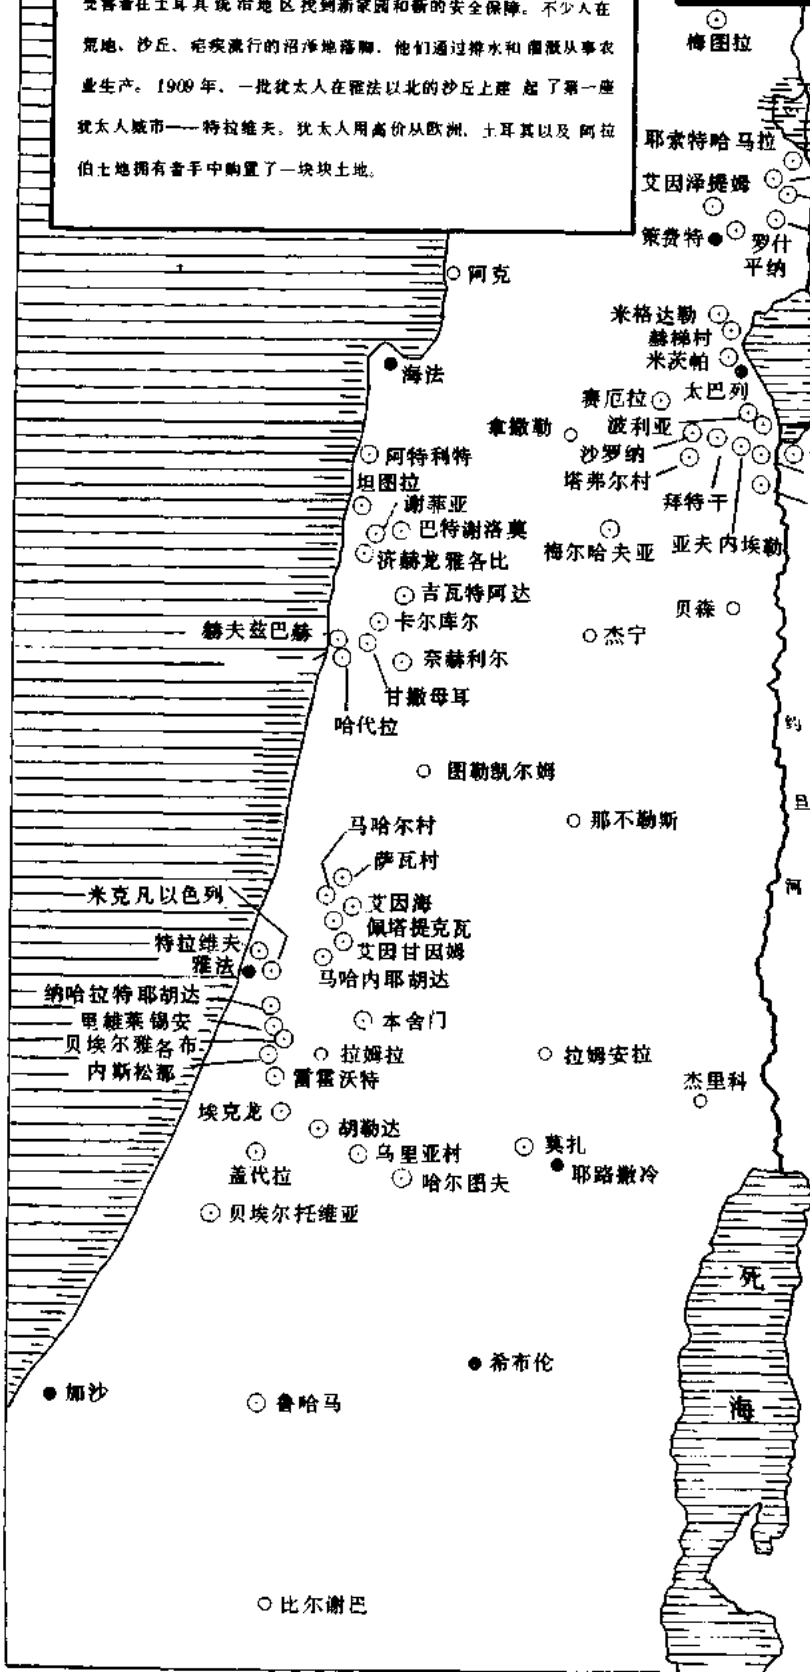 受害者在土耳其统治地区找到新家园和新的安全保障。不少人在
荒地、沙丘、疟疾流行的沼泽地落脚，他们通过排水和灌溉从事农
业生产。1909年，一批犹太人在雅法以北的沙丘上建起了第一座
犹太人城市——特拉维夫。犹太人用高价从欧洲、土耳其以及阿拉
伯土地拥有者手中购置了一块块土地。
梅图拉
耶索特哈马拉
艾因泽提姆
策费特
罗什
平纳
阿克
米格达勒
赫梯村
米茨帕
海法
太巴列
赛厄拉
拿撒勒
波利亚
沙罗纳
阿特利特
塔弗尔村
坦图拉
拜特干
谢菲亚
巴特谢洛莫
梅尔哈夫亚
亚夫内埃勒
济赫龙雅各比
吉瓦特阿达
贝森
卡尔库尔
赫夫兹巴赫
杰宁
奈赫利尔
甘撒母耳
哈代拉
约
图勒凯尔姆
旦
那不勒斯
马哈尔村
萨瓦村
河
米克凡以色列
艾因海
佩塔提克瓦
特拉维夫
艾因甘因姆
雅法
马哈内耶胡达
纳哈拉特耶胡达
里雄莱锡安
本舍门
贝埃尔雅各布
拉姆拉
拉姆安拉
内斯松那
雷霍沃特
杰里科
埃克龙
胡勒达
莫扎
乌里亚村
盖代拉
哈尔图夫
耶路撒冷
贝埃尔托维亚
死
希布伦
加沙
鲁哈马
海
比尔谢巴